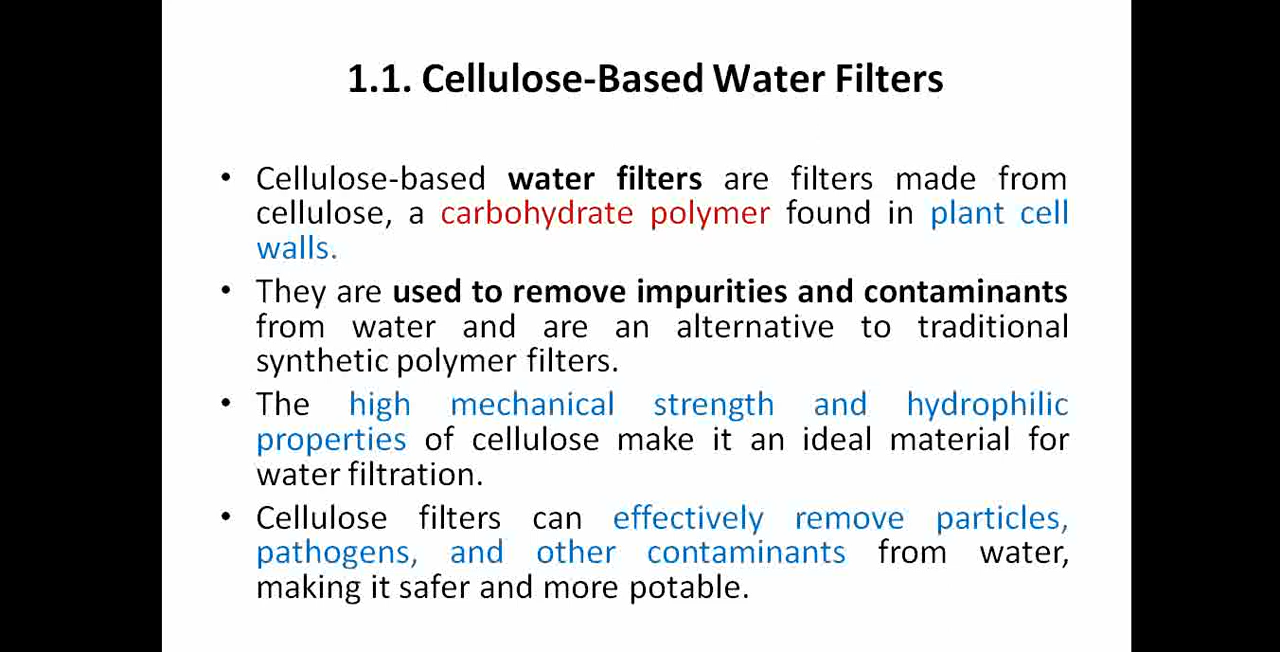 1.1. Cellulose-Based Water Filters
• Cellulose-based water filters are filters made from
cellulose, a carbohydrate polymer found in plant cell
walls.
• They are used to remove impurities and contaminants
from water and are an alternative to traditional
synthetic polymer filters.
• The high mechanical strength and hydrophilic
properties of cellulose make it an ideal material for
water filtration.
• Cellulose filters can effectively remove particles,
pathogens, and other contaminants from water,
making it safer and more potable.